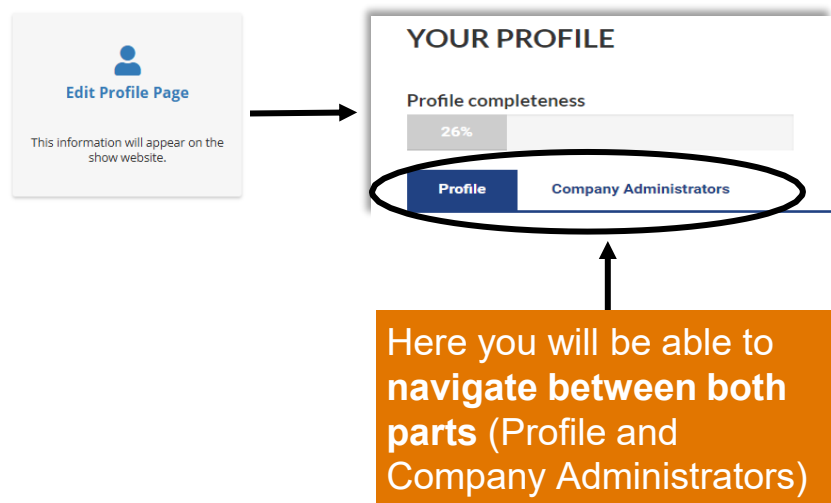 Edit Profile Page
This information will appear on the
show website.
YOUR PROFILE
Profile completeness
26%
Profile
Company Administrators
Here you will be able to
navigate between both
parts (Profile and
Company Administrators)